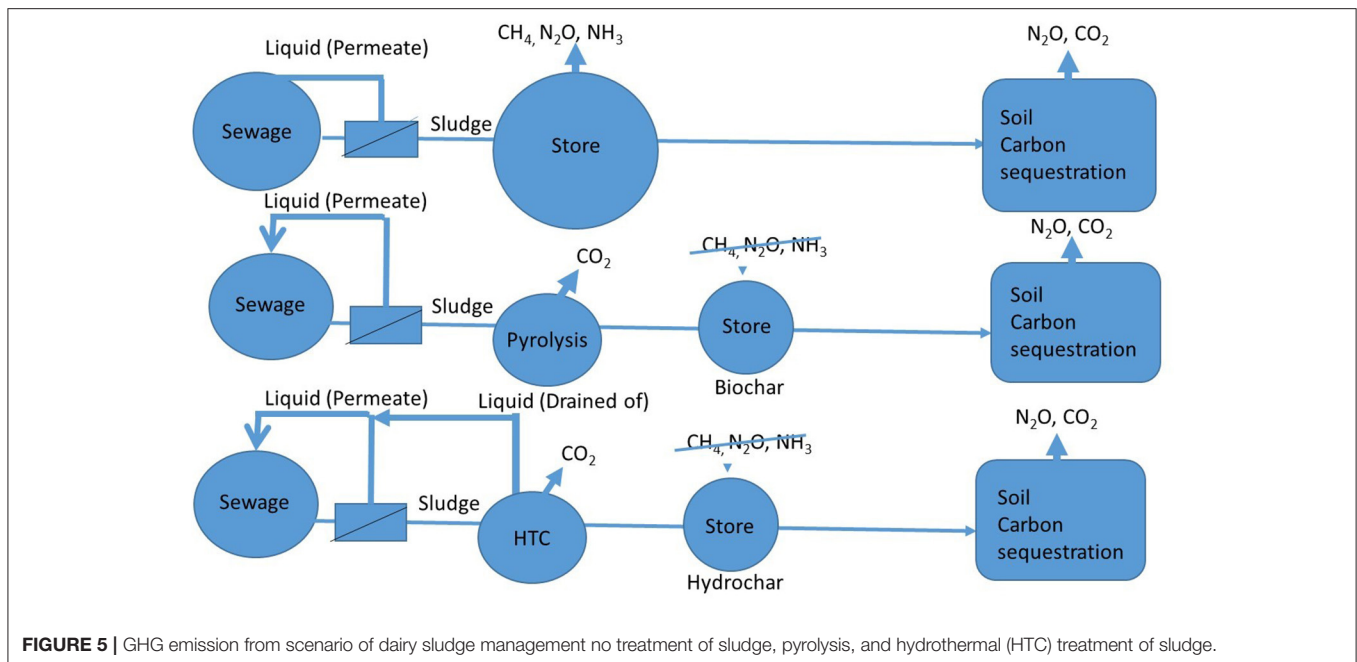 CH₄, N₂O, NH₃
N₂O, CO₂
Liquid (Permeate)
Sewage
Sludge
Store
Soil
Carbon
sequestration
Liquid (Permeate)
CO₂
CH₄, N₂O, NH₃
N₂O, CO₂
Sewage
Sludge
Pyrolysis
Store
Biochar
Soil
Carbon
sequestration
Liquid (Permeate)
Liquid (Drained of)
CO₂
CH₄, N₂O, NH₃
N₂O, CO₂
Sewage
Sludge
HTC
Store
Hydrochar
Soil
Carbon
sequestration
FIGURE 5 | GHG emission from scenario of dairy sludge management no treatment of sludge, pyrolysis, and hydrothermal (HTC) treatment of sludge.